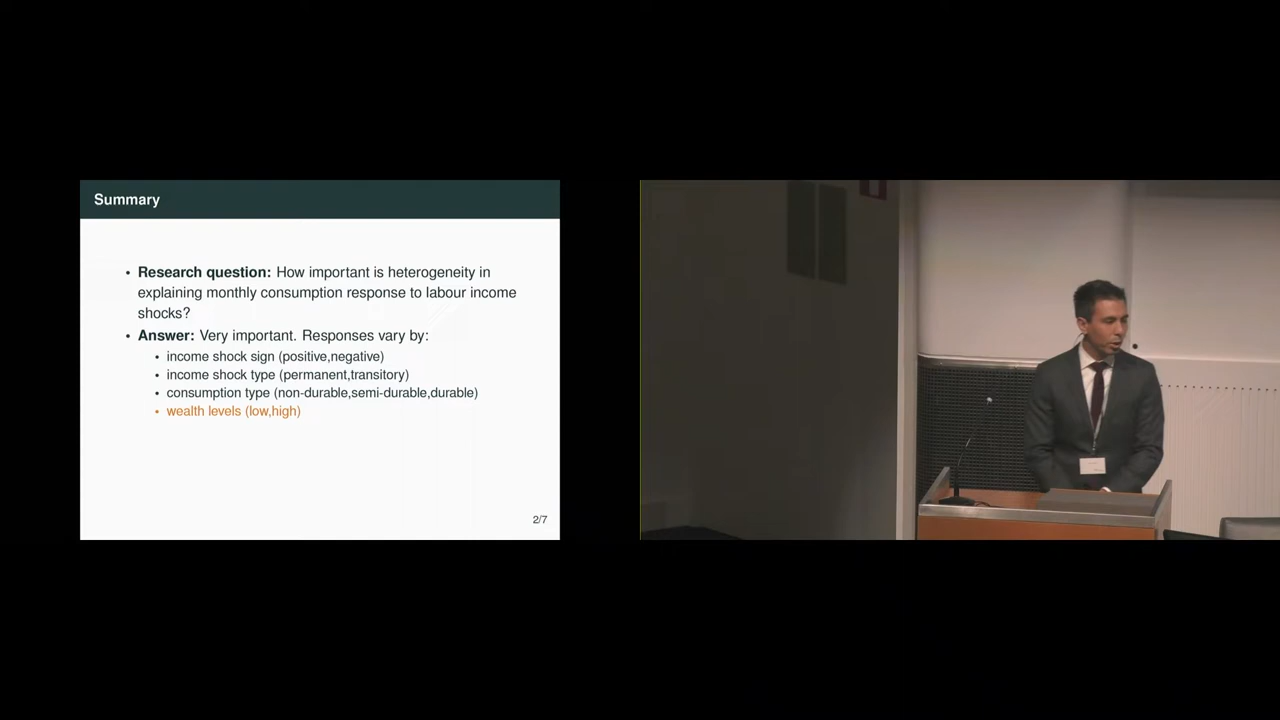 Summary
• Research question: How important is heterogeneity in
explaining monthly consumption response to labour income
shocks?
• Answer: Very important. Responses vary by:
• income shock sign (positive,negative)
• income shock type (permanent,transitory)
• consumption type (non-durable,semi-durable,durable)
• wealth levels (low,high)
2/7